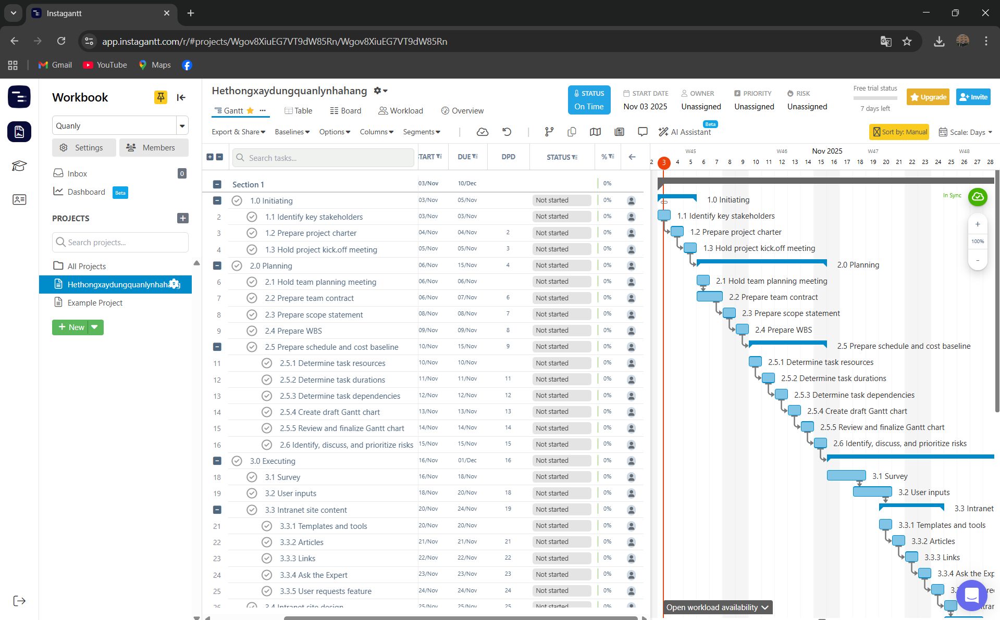 Instagantt
app.instagantt.com/r/#projects/Wgov8XiuEG7VT9dW85Rn/Wgov8XiuEG7VT9dW85Rn
Gmail
YouTube
Maps
Workbook
Quanly
Settings
Members
Inbox
0
Dashboard
Beta
PROJECTS
Search projects...
All Projects
Hethongxaydungquanlynhahang
Example Project
New
Hethongxaydungquanlynhahang
Gantt
Table
Board
Workload
Overview
STATUS
On Time
START DATE
Nov 03 2025
OWNER
Unassigned
PRIORITY
Unassigned
RISK
Unassigned
Free trial status
7 days left
Upgrade
Invite
Export & Share
Baselines
Options
Columns
Segments
AI Assistant
Beta
Sort by: Manual
Scale: Days
Search tasks...
TART DUE DPD STATUS %
W45 W46 Nov 2025 W47 W48
2 3 4 5 6 7 8 9 10 11 12 13 14 15 16 17 18 19 20 21 22 23 24 25 26 27 28
Section 1 03/Nov 10/Dec 0%
1.0 Initiating 03/Nov 05/Nov Not started 0%
2 1.1 Identify key stakeholders 03/Nov 03/Nov Not started 0%
3 1.2 Prepare project charter 04/Nov 04/Nov 2 Not started 0%
4 1.3 Hold project kick.off meeting 05/Nov 05/Nov 3 Not started 0%
2.0 Planning 06/Nov 15/Nov 4 Not started 0%
6 2.1 Hold team planning meeting 06/Nov 06/Nov Not started 0%
7 2.2 Prepare team contract 06/Nov 07/Nov 6 Not started 0%
8 2.3 Prepare scope statement 08/Nov 08/Nov 7 Not started 0%
9 2.4 Prepare WBS 09/Nov 09/Nov 8 Not started 0%
2.5 Prepare schedule and cost baseline 10/Nov 15/Nov 9 Not started 0%
11 2.5.1 Determine task resources 10/Nov 10/Nov Not started 0%
12 2.5.2 Determine task durations 11/Nov 11/Nov 11 Not started 0%
13 2.5.3 Determine task dependencies 12/Nov 12/Nov 12 Not started 0%
14 2.5.4 Create draft Gantt chart 13/Nov 13/Nov 13 Not started 0%
15 2.5.5 Review and finalize Gantt chart 14/Nov 14/Nov 14 Not started 0%
16 2.6 Identify, discuss, and prioritize risks 15/Nov 15/Nov 15 Not started 0%
3.0 Executing 16/Nov 01/Dec 16 Not started 0%
18 3.1 Survey 16/Nov 18/Nov Not started 0%
19 3.2 User inputs 18/Nov 20/Nov 18 Not started 0%
3.3 Intranet site content 20/Nov 24/Nov 19 Not started 0%
21 3.3.1 Templates and tools 20/Nov 20/Nov Not started 0%
22 3.3.2 Articles 21/Nov 21/Nov 21 Not started 0%
23 3.3.3 Links 22/Nov 22/Nov 22 Not started 0%
24 3.3.4 Ask the Expert 23/Nov 23/Nov 23 Not started 0%
25 3.3.5 User requests feature 24/Nov 24/Nov 24 Not started 0%
26 3.4 Intranet site design 25/Nov 25 Not started 0%
1.0 Initiating
1.1 Identify key stakeholders
1.2 Prepare project charter
1.3 Hold project kick.off meeting
2.0 Planning
2.1 Hold team planning meeting
2.2 Prepare team contract
2.3 Prepare scope statement
2.4 Prepare WBS
2.5 Prepare schedule and cost baseline
2.5.1 Determine task resources
2.5.2 Determine task durations
2.5.3 Determine task dependencies
2.5.4 Create draft Gantt chart
2.5.5 Review and finalize Gantt chart
2.6 Identify, discuss, and prioritize risks
3.1 Survey
3.2 User inputs
3.3 Intranet
3.3.1 Templates and tools
3.3.2 Articles
3.3.3 Links
3.3.4 Ask the Exp
In Sync
+
100%
-
Open workload availability